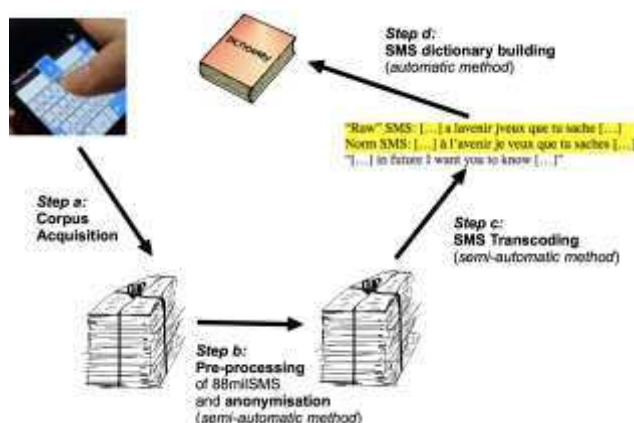 Step a:
Corpus
Acquisition
Step b:
Pre-processing
of 88milSMS
and anonymisation
(semi-automatic method)
Step c:
SMS Transcoding
(semi-automatic method)
"Raw" SMS: […] a lavenir jveux que tu sache […]
Norm SMS: […] à l'avenir je veux que tu saches […]
"[…] in future I want you to know […]"
Step d:
SMS dictionary building
(automatic method)
DICTIONARY